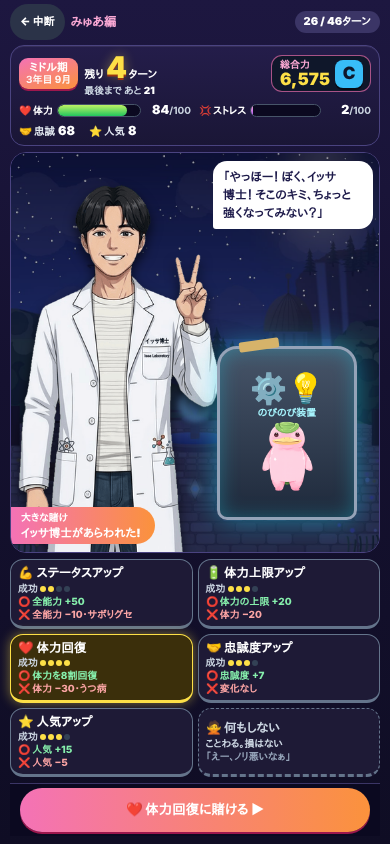 ← 中断
みゅあ編
26 / 46ターン
ミドル期
3年目 9月
残り 4 ターン
最後まで あと 21
総合力
6,575 C
❤️ 体力 84/100 💢 ストレス 2/100
🤝 忠誠 68 ⭐ 人気 8
「やっほー！ ぼく、イッサ
博士！ そこのキミ、ちょっと
強くなってみない？」
イッサ博士
Issa Laboratory
のびのび装置
大きな賭け
イッサ博士があらわれた!
💪 ステータスアップ
成功
⭕ 全能力 +50
❌ 全能力 −10・サボりグセ
🔋 体力上限アップ
成功
⭕ 体力の上限 +20
❌ 体力 −20
❤️ 体力回復
成功
⭕ 体力を8割回復
❌ 体力 −30・うつ病
🤝 忠誠度アップ
成功
⭕ 忠誠度 +7
❌ 変化なし
⭐ 人気アップ
成功
⭕ 人気 +15
❌ 人気 −5
🙅 何もしない
ことわる。損はない
「えー、ノリ悪いなぁ」
❤️ 体力回復に賭ける ▶